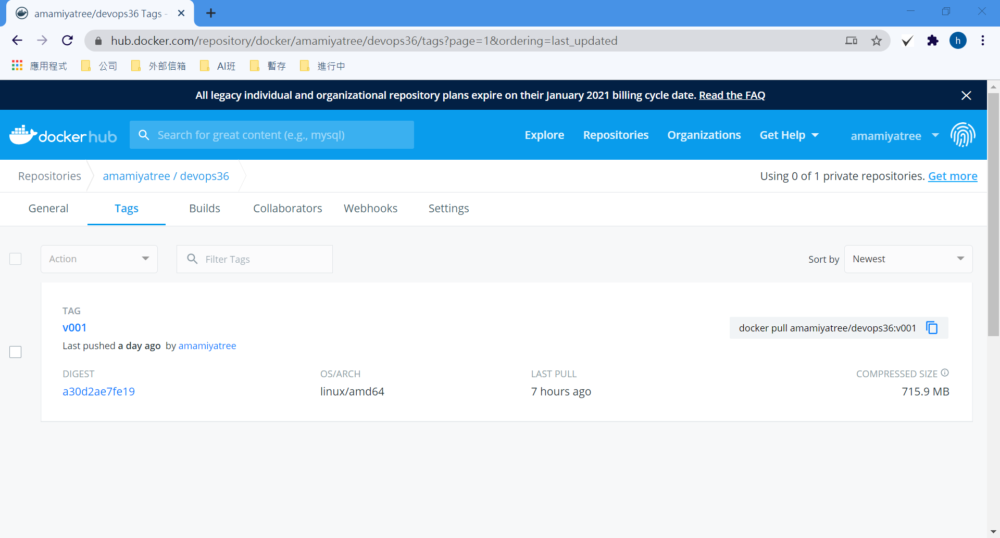 amamiyatree/devops36 Tags -
hub.docker.com/repository/docker/amamiyatree/devops36/tags?page=1&ordering=last_updated
h
應用程式 公司 外部信箱 AI班 暫存 進行中
All legacy individual and organizational repository plans expire on their January 2021 billing cycle date. Read the FAQ
docker hub Search for great content (e.g., mysql) Explore Repositories Organizations Get Help amamiyatree
Repositories amamiyatree / devops36 Using 0 of 1 private repositories. Get more
General Tags Builds Collaborators Webhooks Settings
Action Filter Tags Sort by Newest
TAG
v001
docker pull amamiyatree/devops36:v001
Last pushed a day ago by amamiyatree
DIGEST OS/ARCH LAST PULL COMPRESSED SIZE
a30d2ae7fe19 linux/amd64 7 hours ago 715.9 MB